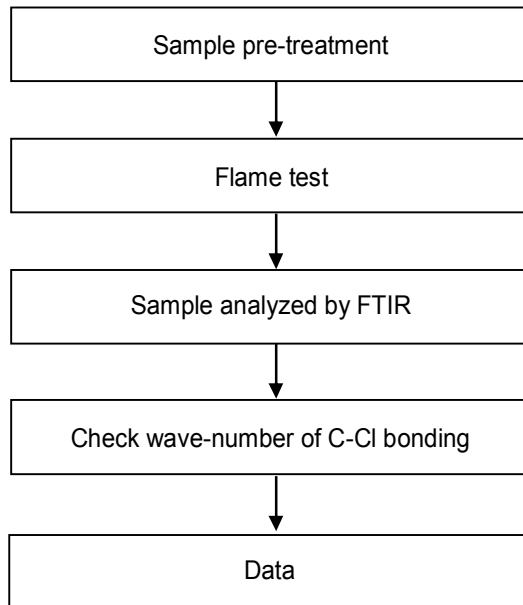 Sample pre-treatment
Flame test
Sample analyzed by FTIR
Check wave-number of C-Cl bonding
Data